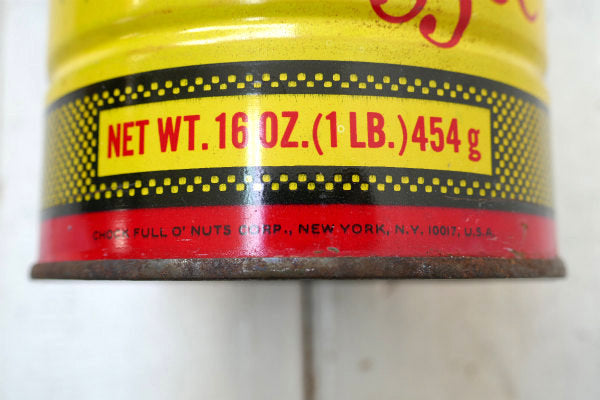 NET WT. 16 OZ. (1 LB.) 454 g
CHOCK FULL O' NUTS CORP., NEW YORK, N.Y. 10017, U.S.A.